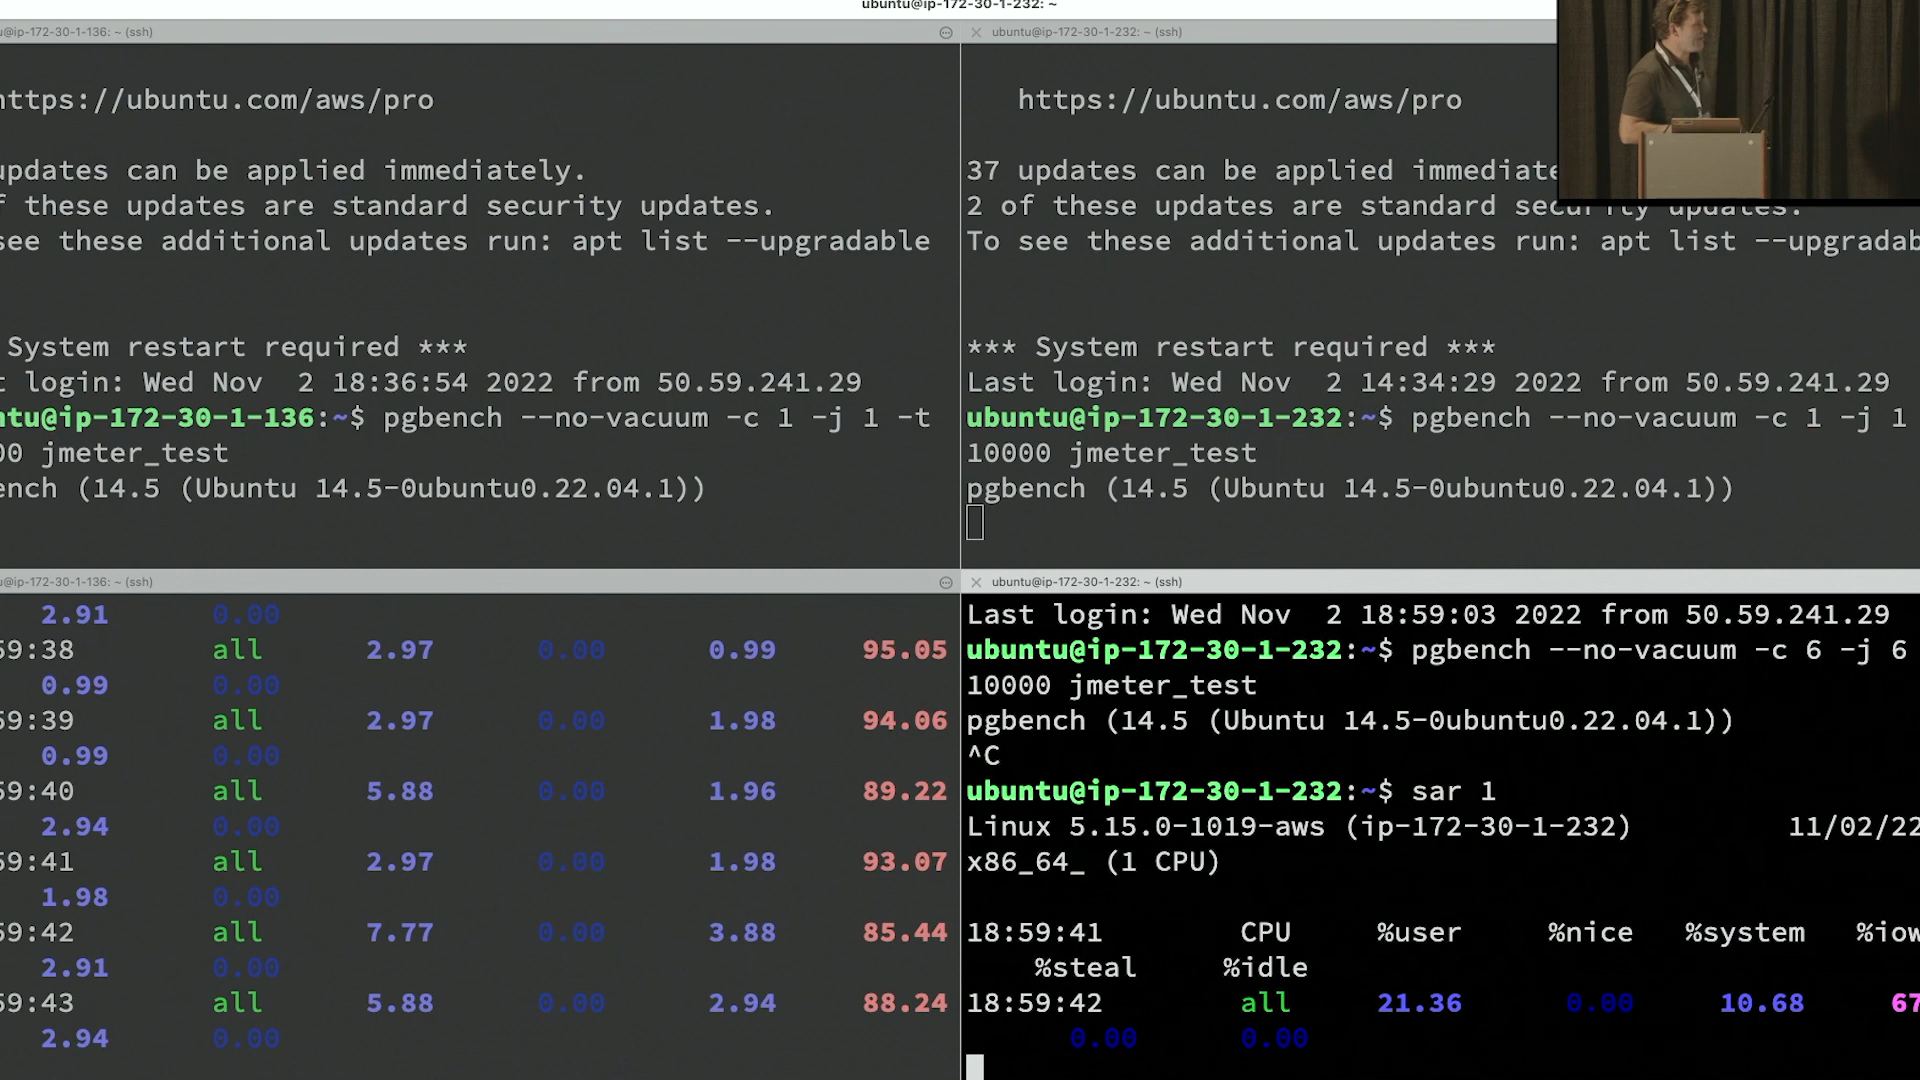 ubuntu@ip-172-30-1-232: ~
u@ip-172-30-1-136: ~ (ssh)
https://ubuntu.com/aws/pro
updates can be applied immediately.
f these updates are standard security updates.
see these additional updates run: apt list --upgradable
System restart required ***
t login: Wed Nov  2 18:36:54 2022 from 50.59.241.29
ntu@ip-172-30-1-136:~$ pgbench --no-vacuum -c 1 -j 1 -t
00 jmeter_test
ench (14.5 (Ubuntu 14.5-0ubuntu0.22.04.1))
ubuntu@ip-172-30-1-232: ~ (ssh)
https://ubuntu.com/aws/pro
37 updates can be applied immediate
2 of these updates are standard security updates.
To see these additional updates run: apt list --upgradab
*** System restart required ***
Last login: Wed Nov  2 14:34:29 2022 from 50.59.241.29
ubuntu@ip-172-30-1-232:~$ pgbench --no-vacuum -c 1 -j 1
10000 jmeter_test
pgbench (14.5 (Ubuntu 14.5-0ubuntu0.22.04.1))
u@ip-172-30-1-136: ~ (ssh)
2.91 0.00
59:38 all 2.97 0.00 0.99 95.05
0.99 0.00
59:39 all 2.97 0.00 1.98 94.06
0.99 0.00
59:40 all 5.88 0.00 1.96 89.22
2.94 0.00
59:41 all 2.97 0.00 1.98 93.07
1.98 0.00
59:42 all 7.77 0.00 3.88 85.44
2.91 0.00
59:43 all 5.88 0.00 2.94 88.24
2.94 0.00
ubuntu@ip-172-30-1-232: ~ (ssh)
Last login: Wed Nov  2 18:59:03 2022 from 50.59.241.29
ubuntu@ip-172-30-1-232:~$ pgbench --no-vacuum -c 6 -j 6
10000 jmeter_test
pgbench (14.5 (Ubuntu 14.5-0ubuntu0.22.04.1))
^C
ubuntu@ip-172-30-1-232:~$ sar 1
Linux 5.15.0-1019-aws (ip-172-30-1-232) 11/02/22
x86_64_ (1 CPU)
18:59:41 CPU %user %nice %system %iow
%steal %idle
18:59:42 all 21.36 0.00 10.68 67
0.00 0.00